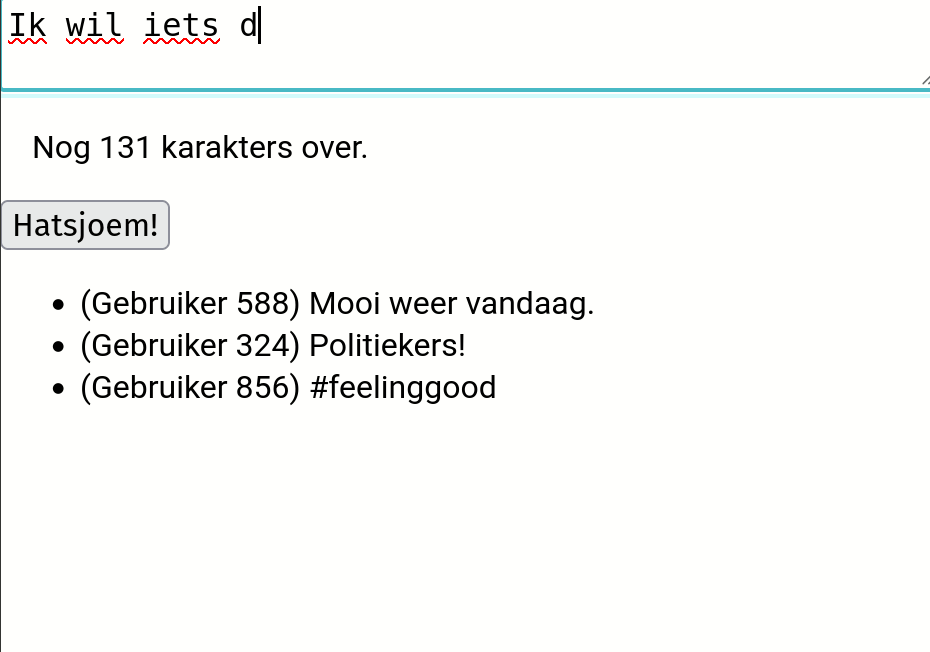 Ik wil iets d
Nog 131 karakters over.
Hatsjoem!
(Gebruiker 588) Mooi weer vandaag.
(Gebruiker 324) Politiekers!
(Gebruiker 856) #feelinggood